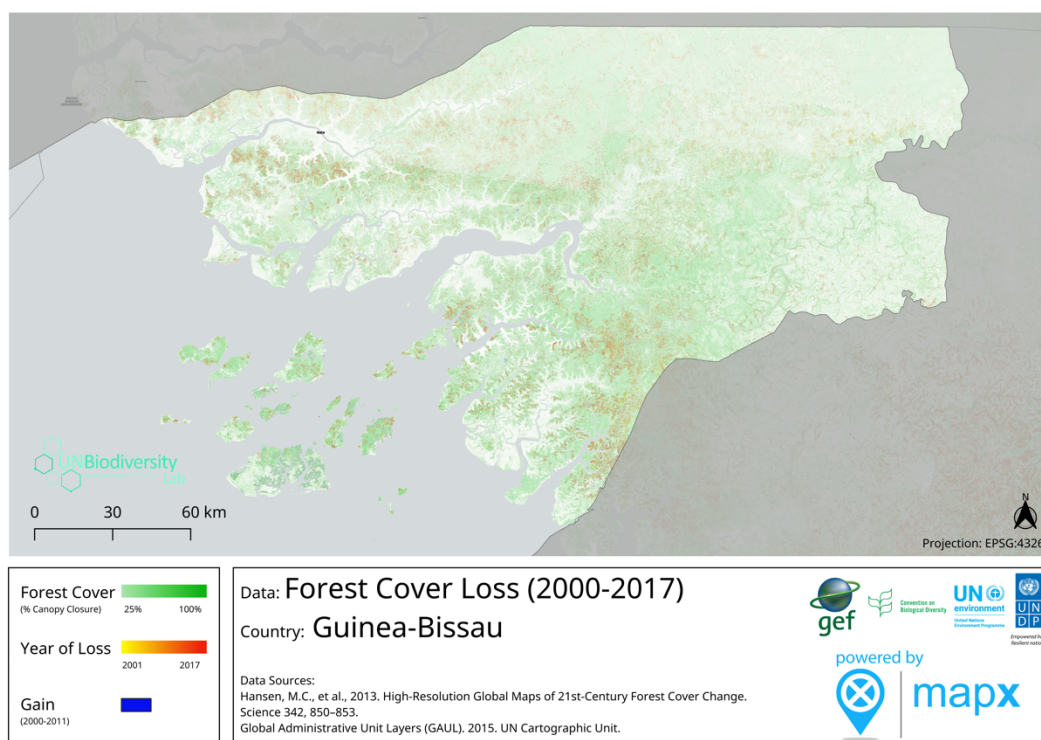 UNBiodiversity
Lab
0 30 60 km
N
Projection: EPSG:4326
Forest Cover
(% Canopy Closure)
25% 100%
Year of Loss
2001 2017
Gain
(2000-2011)
Data: Forest Cover Loss (2000-2017)
Country: Guinea-Bissau
Data Sources:
Hansen, M.C., et al., 2013. High-Resolution Global Maps of 21st-Century Forest Cover Change.
Science 342, 850–853.
Global Administrative Unit Layers (GAUL). 2015. UN Cartographic Unit.
gef
Convention on
Biological Diversity
UN
environment
United Nations
Environment Programme
U N
D P
Empowered
Resilient
powered by
mapx